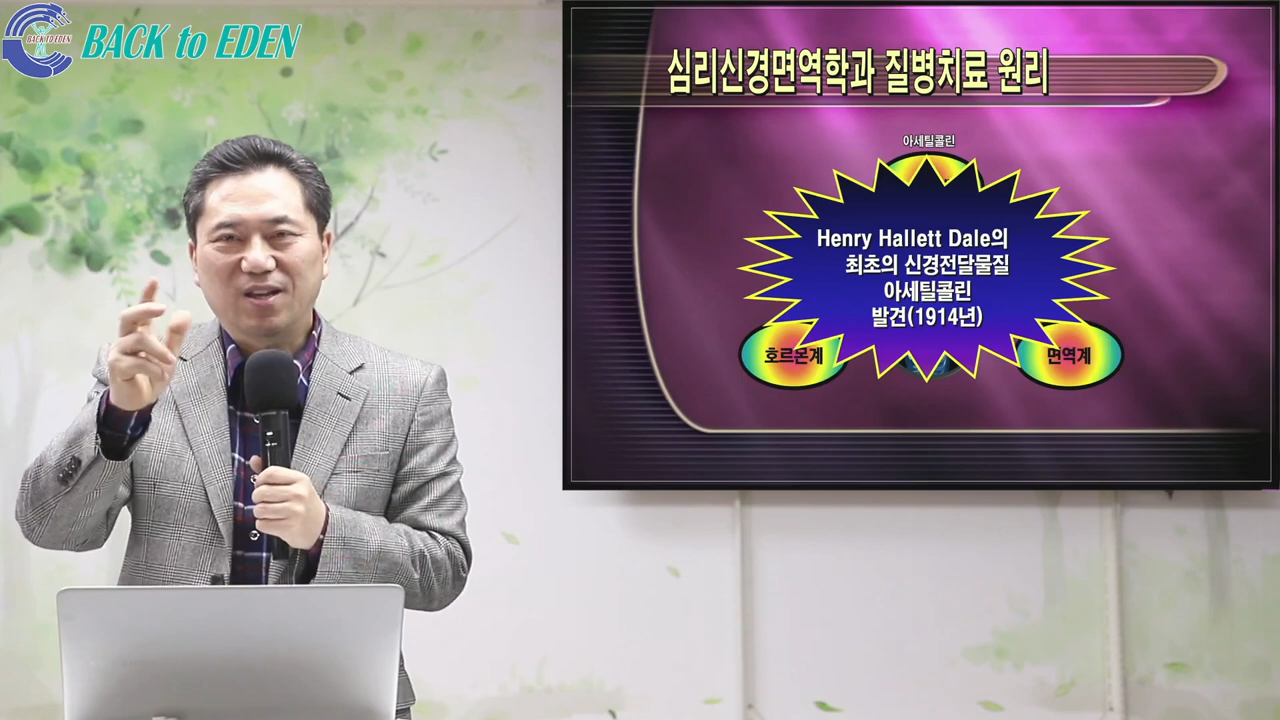 BACK TO EDEN
BACK to EDEN
심리신경면역학과 질병치료 원리
아세틸콜린
Henry Hallett Dale의
최초의 신경전달물질
아세틸콜린
발견(1914년)
호르몬계
면역계